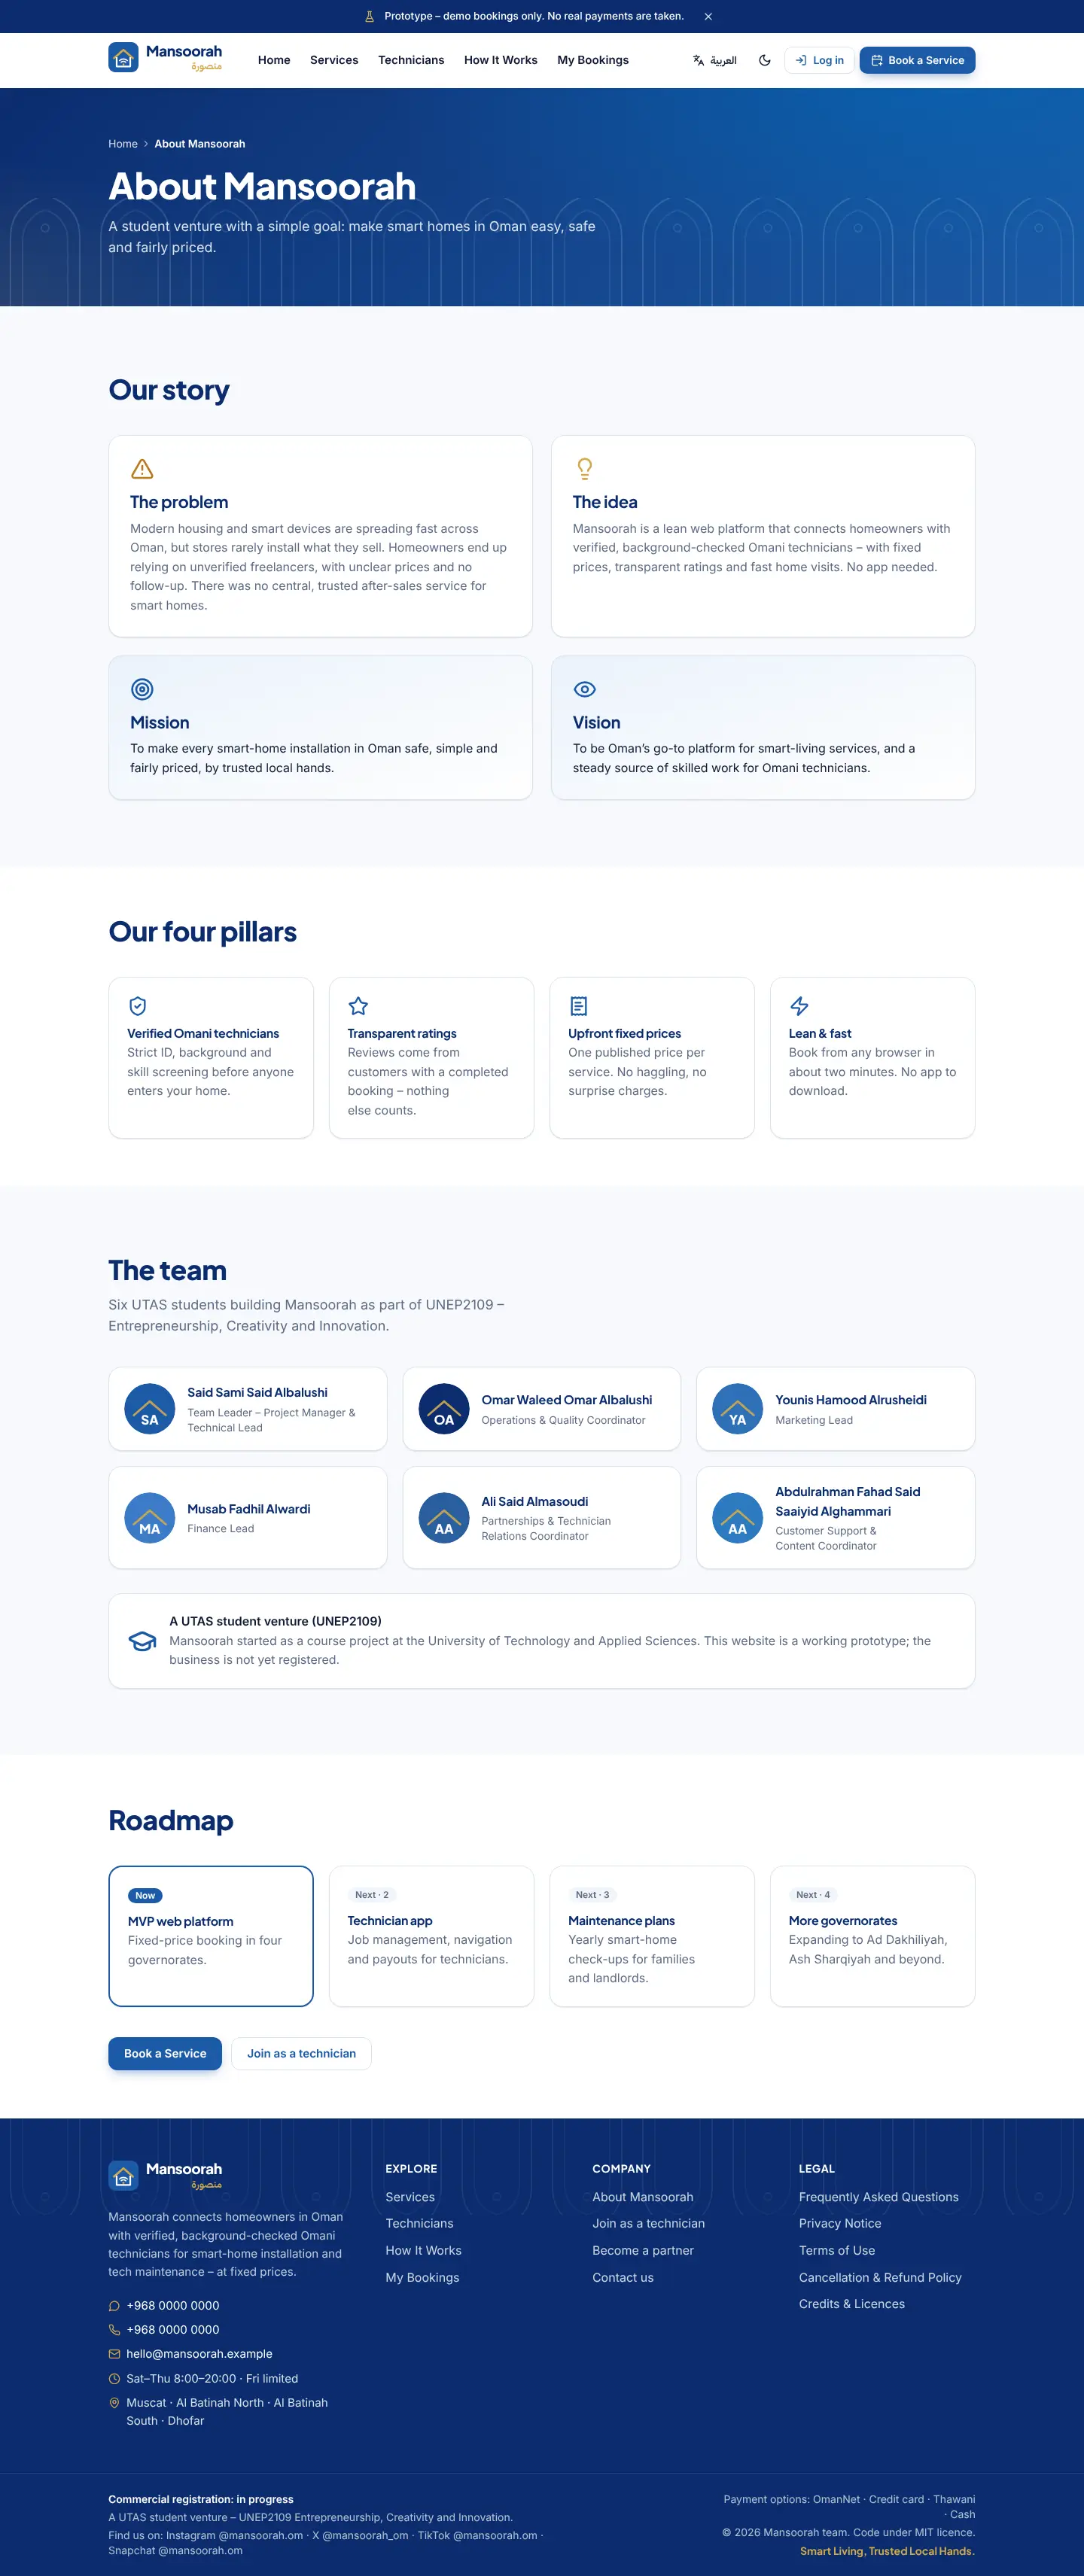 Prototype – demo bookings only. No real payments are taken.
Mansoorah
منصورة
Home
Services
Technicians
How It Works
My Bookings
العربية
Log in
Book a Service
Home
About Mansoorah
About Mansoorah
A student venture with a simple goal: make smart homes in Oman easy, safe
and fairly priced.
Our story
The problem
Modern housing and smart devices are spreading fast across
Oman, but stores rarely install what they sell. Homeowners end up
relying on unverified freelancers, with unclear prices and no
follow-up. There was no central, trusted after-sales service for
smart homes.
The idea
Mansoorah is a lean web platform that connects homeowners with
verified, background-checked Omani technicians – with fixed
prices, transparent ratings and fast home visits. No app needed.
Mission
To make every smart-home installation in Oman safe, simple and
fairly priced, by trusted local hands.
Vision
To be Oman's go-to platform for smart-living services, and a
steady source of skilled work for Omani technicians.
Our four pillars
Verified Omani technicians
Strict ID, background and
skill screening before anyone
enters your home.
Transparent ratings
Reviews come from
customers with a completed
booking – nothing
else counts.
Upfront fixed prices
One published price per
service. No haggling, no
surprise charges.
Lean & fast
Book from any browser in
about two minutes. No app to
download.
The team
Six UTAS students building Mansoorah as part of UNEP2109 –
Entrepreneurship, Creativity and Innovation.
SA
Said Sami Said Albalushi
Team Leader – Project Manager &
Technical Lead
OA
Omar Waleed Omar Albalushi
Operations & Quality Coordinator
YA
Younis Hamood Alrusheidi
Marketing Lead
MA
Musab Fadhil Alwardi
Finance Lead
AA
Ali Said Almasoudi
Partnerships & Technician
Relations Coordinator
AA
Abdulrahman Fahad Said
Saaiyid Alghammari
Customer Support &
Content Coordinator
A UTAS student venture (UNEP2109)
Mansoorah started as a course project at the University of Technology and Applied Sciences. This website is a working prototype; the
business is not yet registered.
Roadmap
Now
MVP web platform
Fixed-price booking in four
governorates.
Next · 2
Technician app
Job management, navigation
and payouts for technicians.
Next · 3
Maintenance plans
Yearly smart-home
check-ups for families
and landlords.
Next · 4
More governorates
Expanding to Ad Dakhiliyah,
Ash Sharqiyah and beyond.
Book a Service
Join as a technician
Mansoorah
منصورة
Mansoorah connects homeowners in Oman
with verified, background-checked Omani
technicians for smart-home installation and
tech maintenance – at fixed prices.
+968 0000 0000
+968 0000 0000
hello@mansoorah.example
Sat–Thu 8:00–20:00 · Fri limited
Muscat · Al Batinah North · Al Batinah
South · Dhofar
EXPLORE
Services
Technicians
How It Works
My Bookings
COMPANY
About Mansoorah
Join as a technician
Become a partner
Contact us
LEGAL
Frequently Asked Questions
Privacy Notice
Terms of Use
Cancellation & Refund Policy
Credits & Licences
Commercial registration: in progress
A UTAS student venture – UNEP2109 Entrepreneurship, Creativity and Innovation.
Find us on: Instagram @mansoorah.om · X @mansoorah_om · TikTok @mansoorah.om ·
Snapchat @mansoorah.om
Payment options: OmanNet · Credit card · Thawani
· Cash
© 2026 Mansoorah team. Code under MIT licence.
Smart Living, Trusted Local Hands.